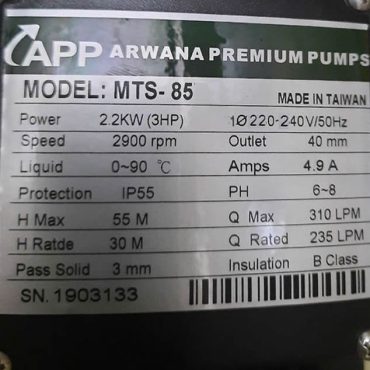 APP ARWANA PREMIUM PUMPS
MODEL: MTS- 85 MADE IN TAIWAN
Power 2.2KW (3HP) 1Ø 220-240V/50Hz
Speed 2900 rpm Outlet 40 mm
Liquid 0~90 ℃ Amps 4.9 A
Protection IP55 PH 6~8
H Max 55 M Q Max 310 LPM
H Ratde 30 M Q Rated 235 LPM
Pass Solid 3 mm Insulation B Class
SN. 1903133